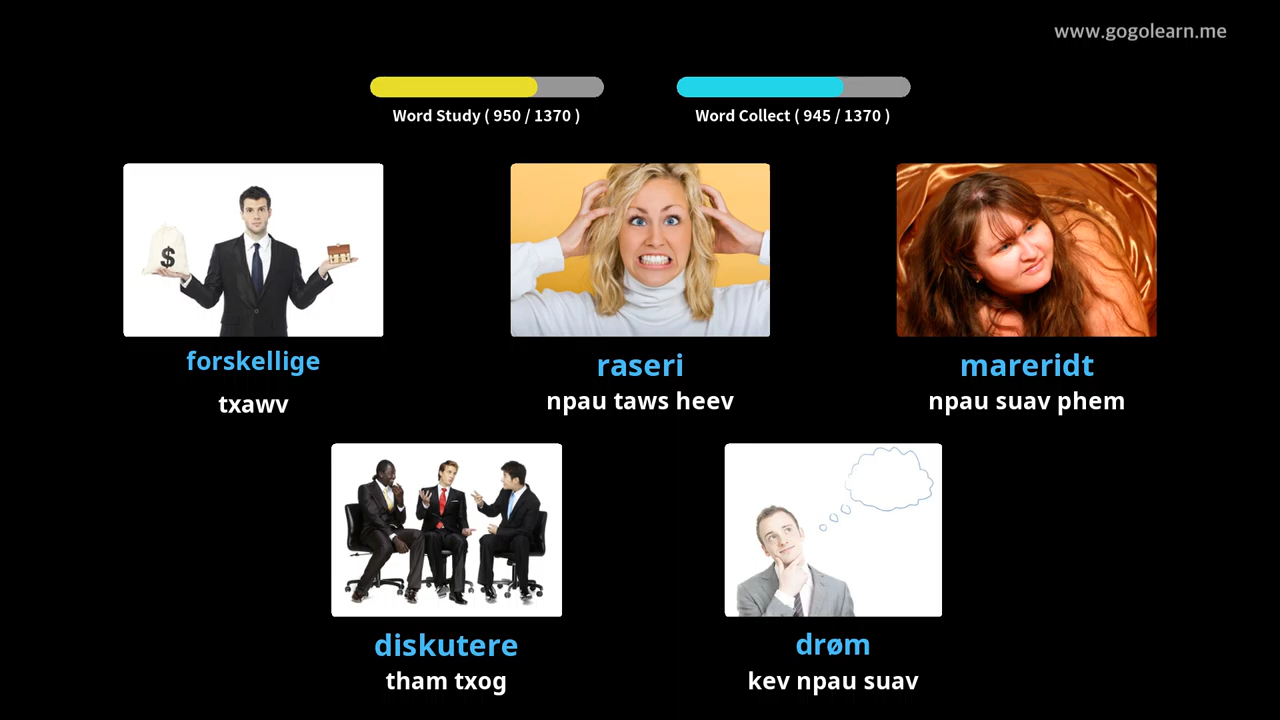 www.gogolearn.me
Word Study ( 950 / 1370 )
Word Collect ( 945 / 1370 )
forskellige
txawv
raseri
npau taws heev
mareridt
npau suav phem
$
diskutere
tham txog
drøm
kev npau suav